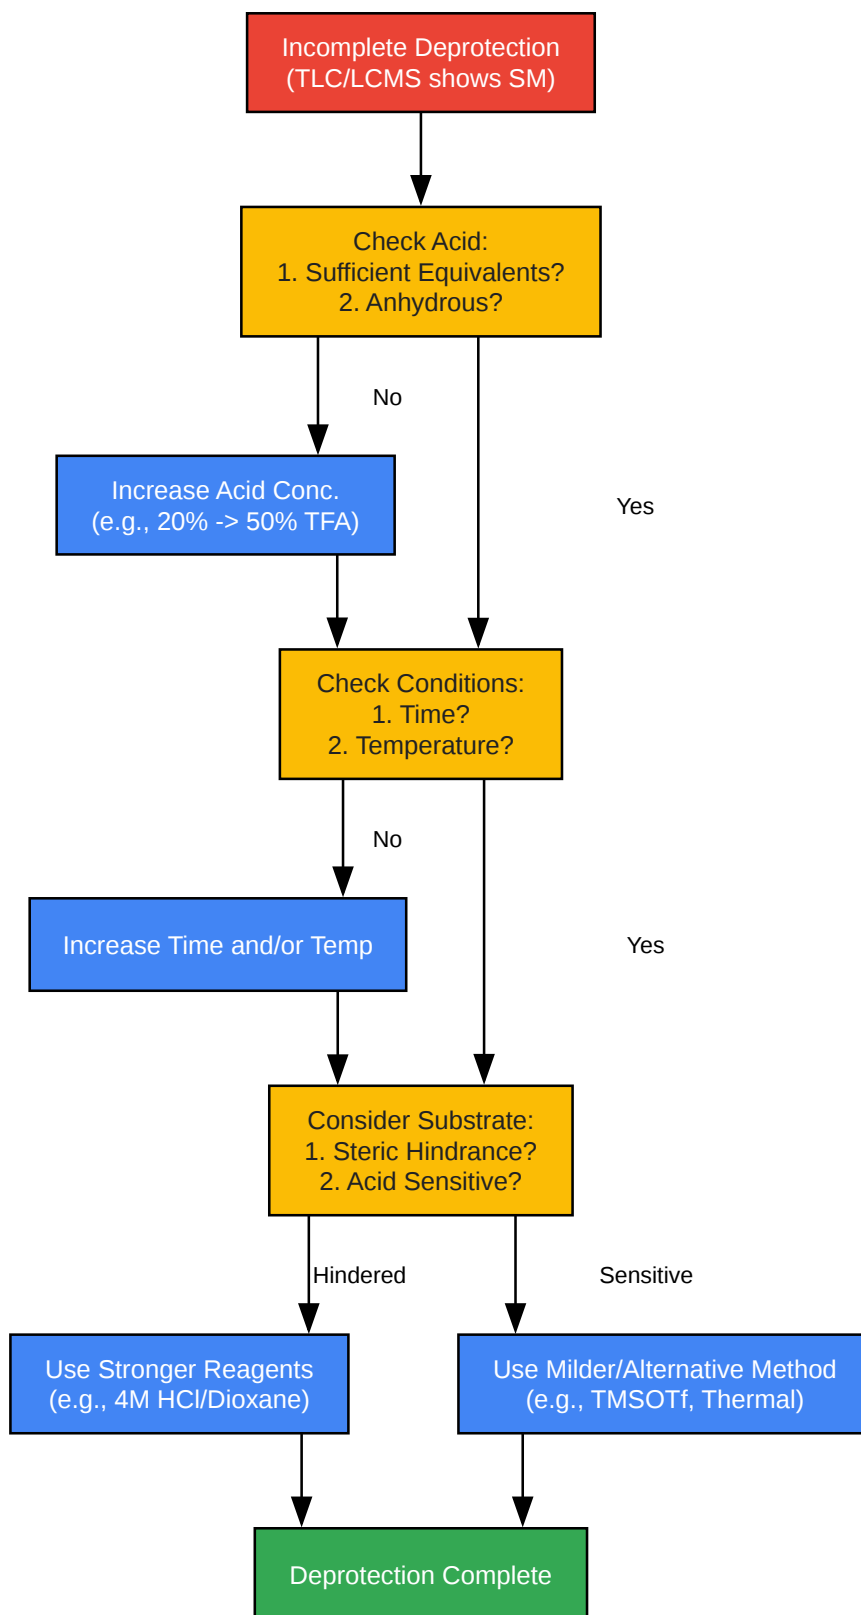 Incomplete Deprotection
(TLC/LCMS shows SM)
Check Acid:
1. Sufficient Equivalents?
2. Anhydrous?
No
Increase Acid Conc.
(e.g., 20% -> 50% TFA)
Yes
Check Conditions:
1. Time?
2. Temperature?
No
Increase Time and/or Temp
Yes
Consider Substrate:
1. Steric Hindrance?
2. Acid Sensitive?
Hindered
Sensitive
Use Stronger Reagents
(e.g., 4M HCl/Dioxane)
Use Milder/Alternative Method
(e.g., TMSOTf, Thermal)
Deprotection Complete